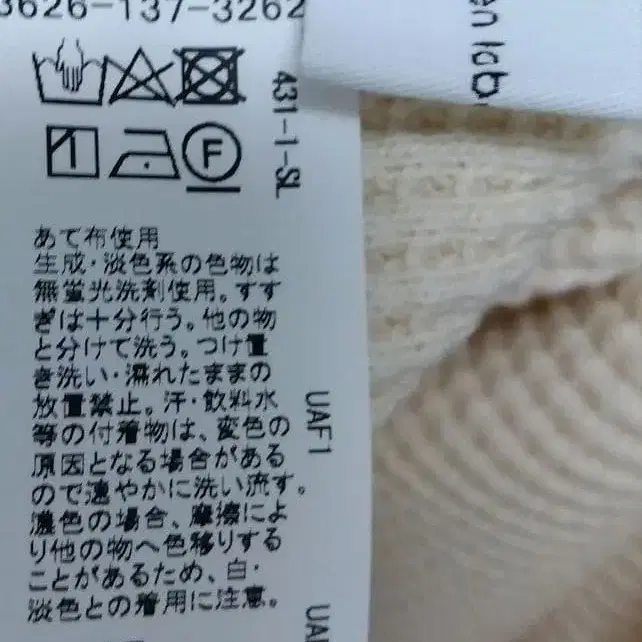 3626-137-3262
en lab
431-1-SL
F
あて布使用
生成・淡色系の色物は
無蛍光洗剤使用。すす
ぎは十分行う。他の物
と分けて洗う。つけ置
き洗い・濡れたままの
放置禁止。汗・飲料水
等の付着物は、変色の
原因となる場合がある
ので速やかに洗い流す。
濃色の場合、摩擦によ
り他の物へ色移りする
ことがあるため、白・
淡色との着用に注意。
UAF1